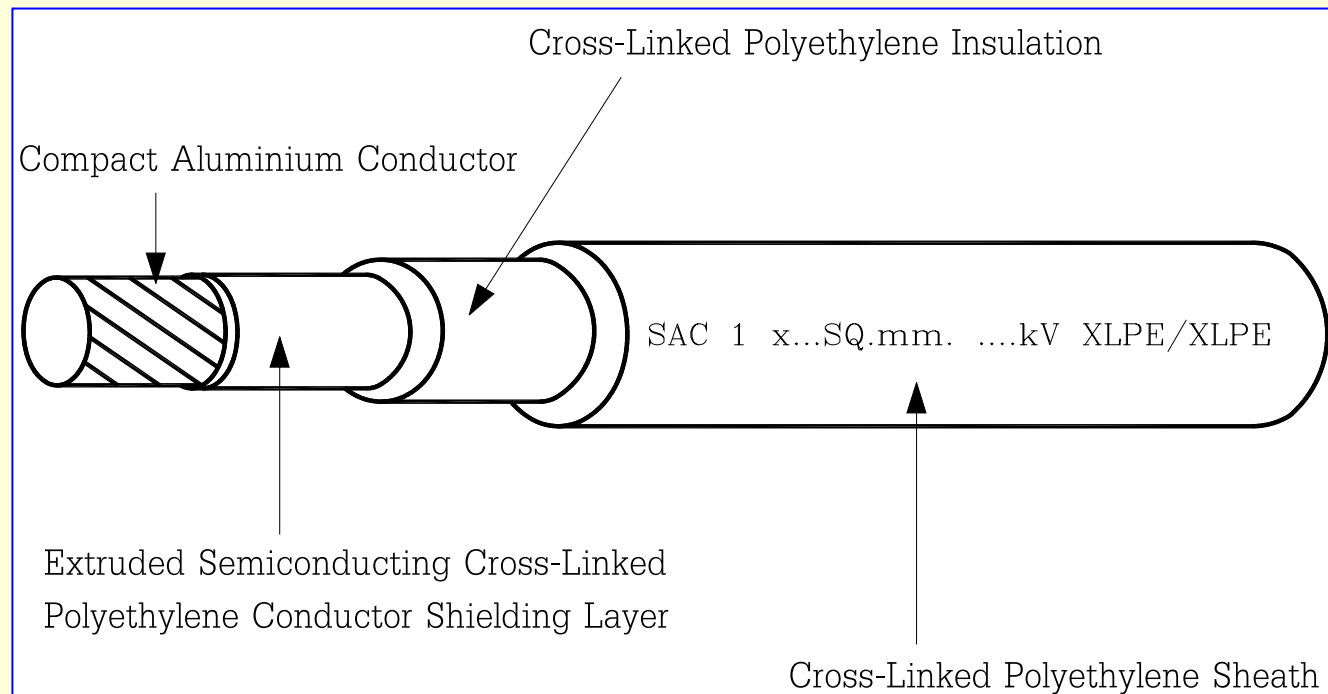 Cross-Linked Polyethylene Insulation
Compact Aluminium Conductor
SAC 1 x...SQ.mm. ....kV XLPE/XLPE
Extruded Semiconducting Cross-Linked
Polyethylene Conductor Shielding Layer
Cross-Linked Polyethylene Sheath